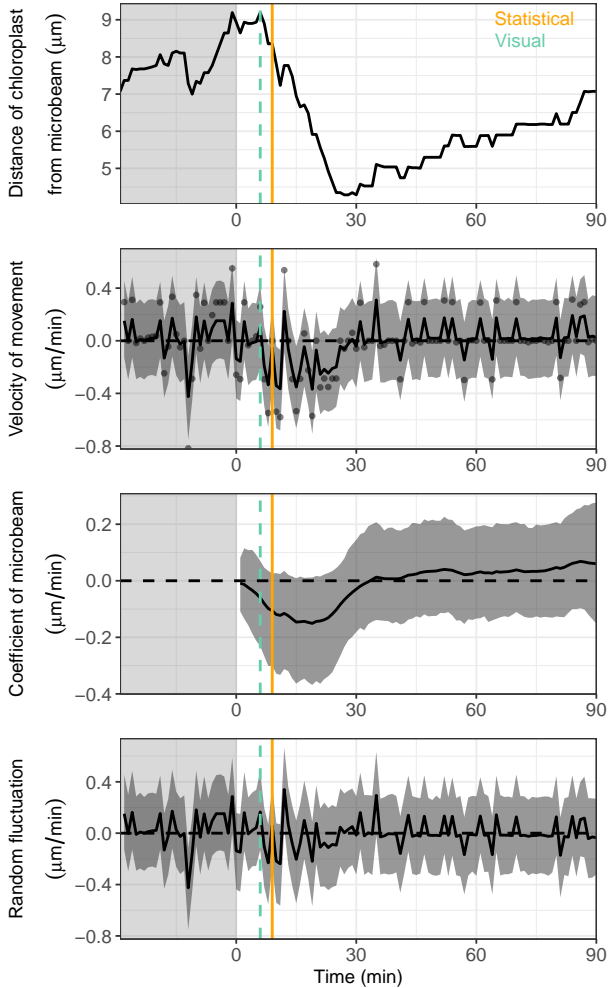 Distance of chloroplast
from microbeam (μm)
9
8
7
6
5
Statistical
Visual
0 30 60 90
Velocity of movement
(μm/min)
0.4
0.0
−0.4
−0.8
0 30 60 90
Coefficient of microbeam
(μm/min)
0.2
0.0
−0.2
−0.4
0 30 60 90
Random fluctuation
(μm/min)
0.4
0.0
−0.4
−0.8
0 30 60 90
Time (min)